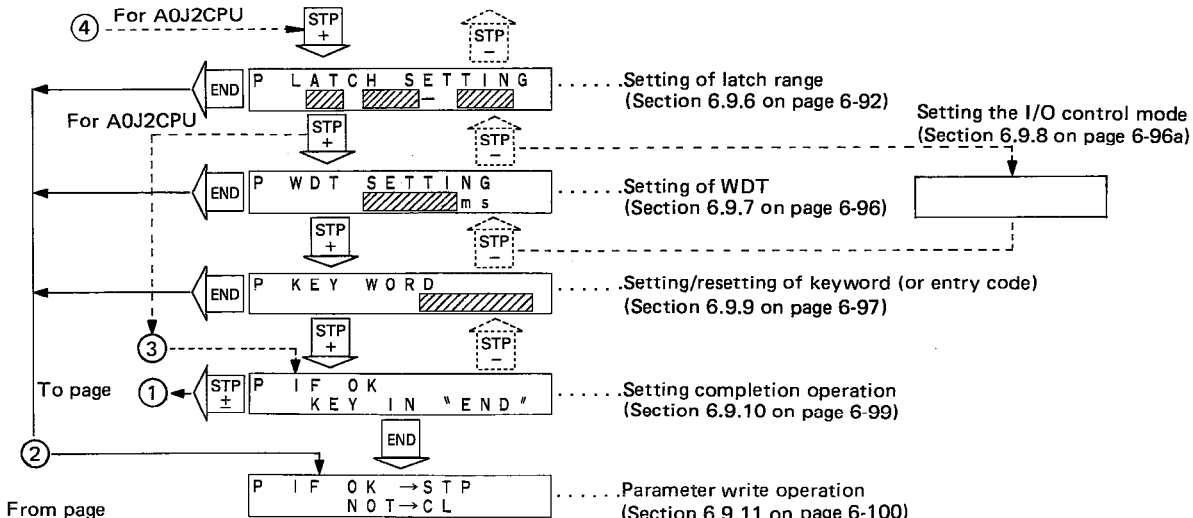 ④ For A0J2CPU STP + STP −
END P LATCH SETTING ......Setting of latch range
− (Section 6.9.6 on page 6-92)
Setting the I/O control mode
(Section 6.9.8 on page 6-96a)
For A0J2CPU STP + STP −
END P WDT SETTING ......Setting of WDT
ms (Section 6.9.7 on page 6-96)
STP + STP −
END P KEY WORD ......Setting/resetting of keyword (or entry code)
(Section 6.9.9 on page 6-97)
STP + STP −
③
To page ① STP ± P IF OK ......Setting completion operation
KEY IN "END" (Section 6.9.10 on page 6-99)
END
②
P IF OK →STP ......Parameter write operation
NOT→CL (Section 6.9.11 on page 6-100)
From page